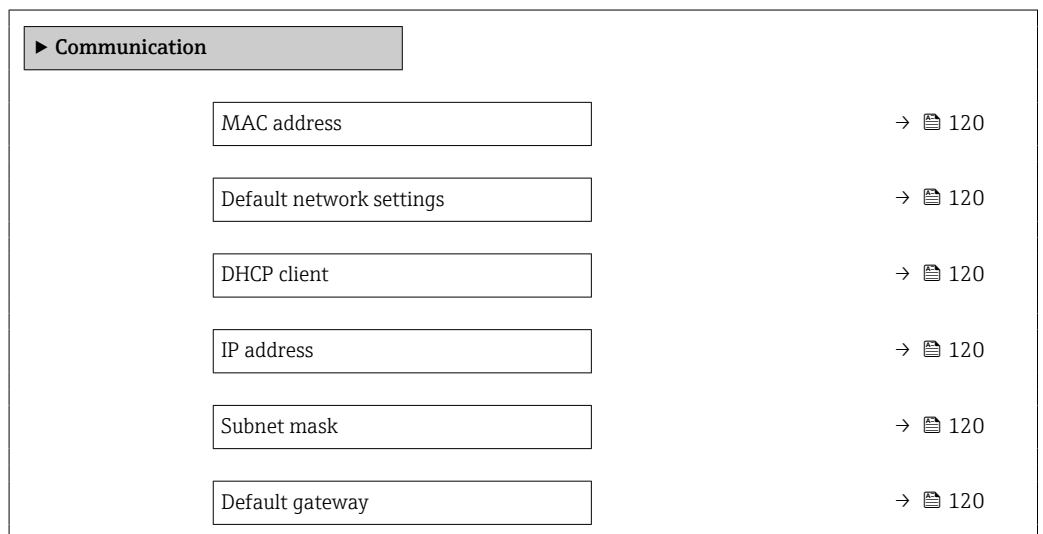 ▶ Communication
MAC address → 120
Default network settings → 120
DHCP client → 120
IP address → 120
Subnet mask → 120
Default gateway → 120